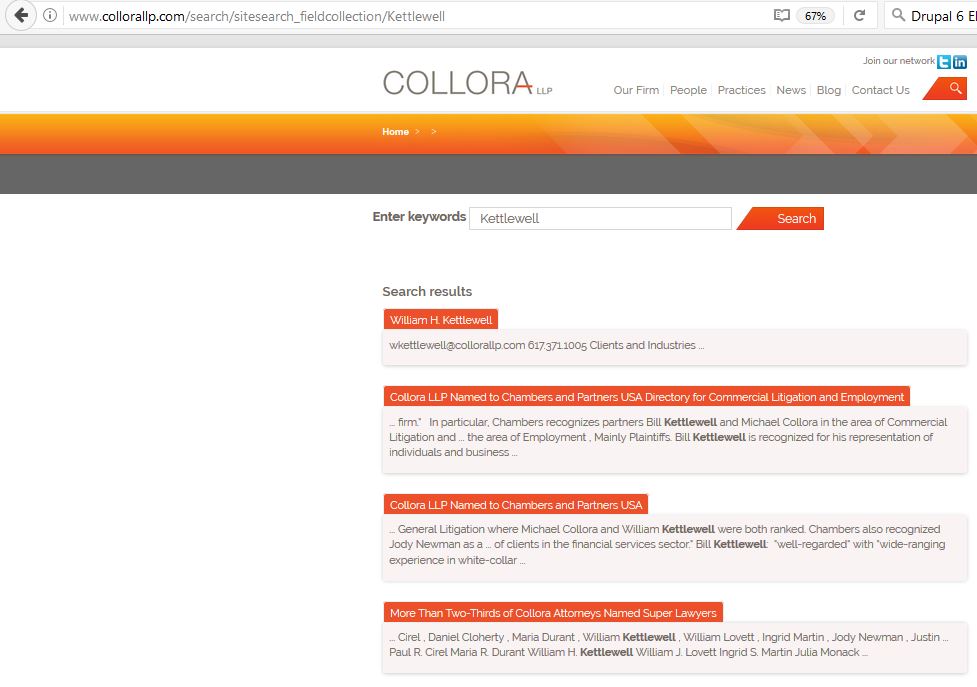 www.collorallp.com/search/sitesearch_fieldcollection/Kettlewell 67% Drupal 6 El
Join our network
COLLORA LLP
Our Firm People Practices News Blog Contact Us
Home > >
Enter keywords Kettlewell Search
Search results
William H. Kettlewell
wkettlewell@collorallp.com 617.371.1005 Clients and Industries ...
Collora LLP Named to Chambers and Partners USA Directory for Commercial Litigation and Employment
... firm." In particular, Chambers recognizes partners Bill Kettlewell and Michael Collora in the area of Commercial
Litigation and ... the area of Employment , Mainly Plaintiffs. Bill Kettlewell is recognized for his representation of
individuals and business ...
Collora LLP Named to Chambers and Partners USA
... General Litigation where Michael Collora and William Kettlewell were both ranked. Chambers also recognized
Jody Newman as a ... of clients in the financial services sector." Bill Kettlewell: "well-regarded" with "wide-ranging
experience in white-collar ...
More Than Two-Thirds of Collora Attorneys Named Super Lawyers
... Cirel , Daniel Cloherty , Maria Durant , William Kettlewell , William Lovett , Ingrid Martin , Jody Newman , Justin ...
Paul R. Cirel Maria R. Durant William H. Kettlewell William J. Lovett Ingrid S. Martin Julia Monack ...